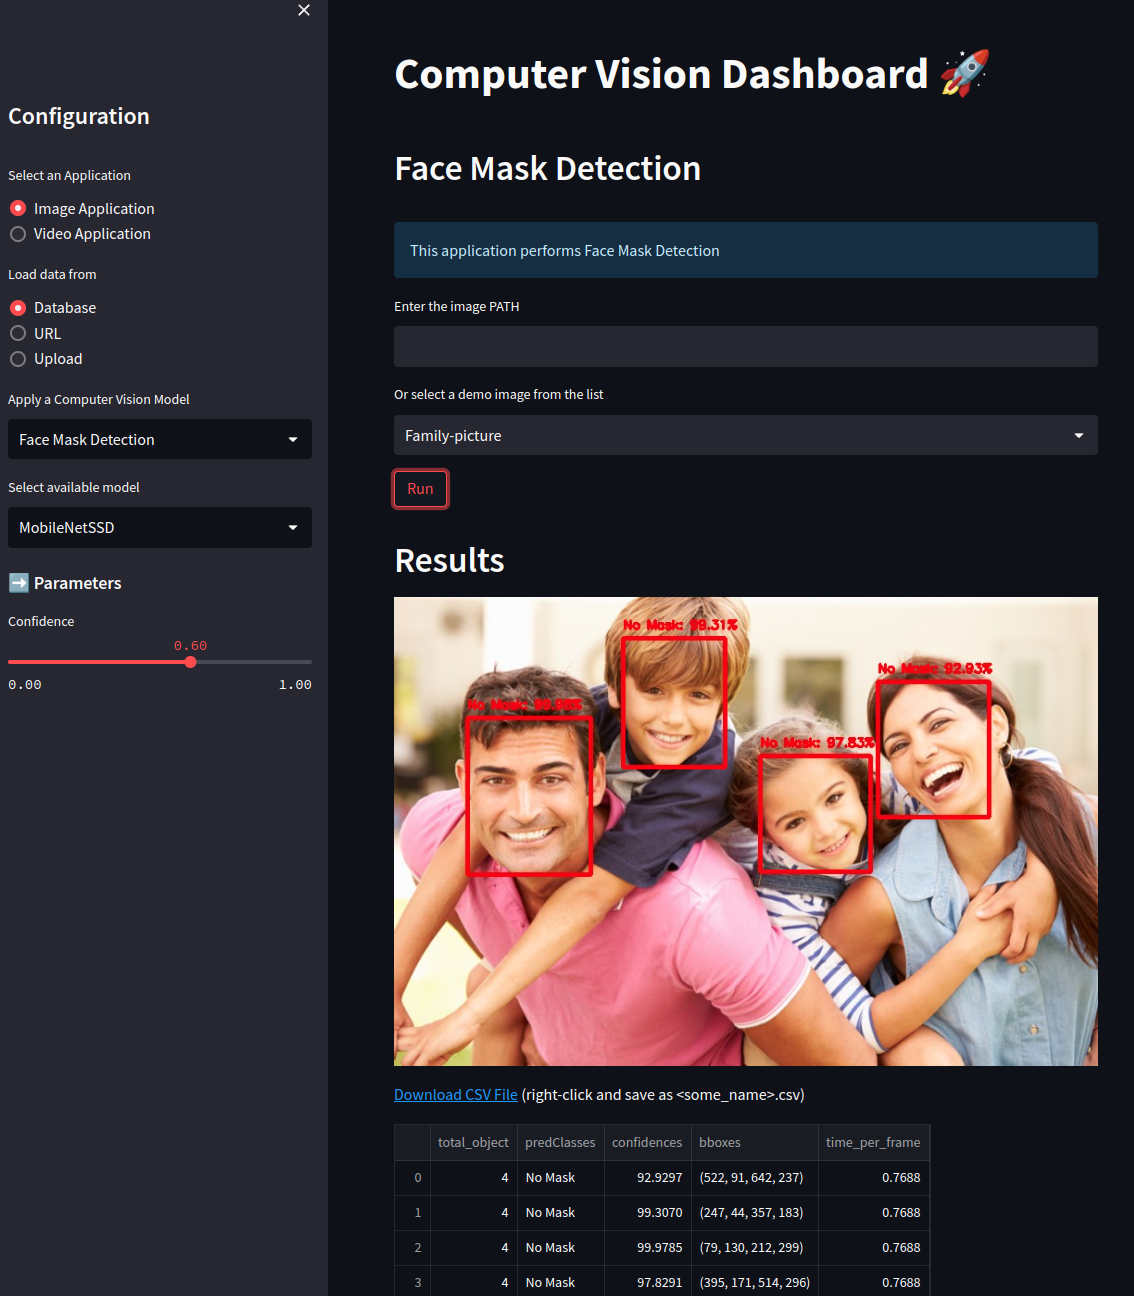 Configuration
Select an Application
Image Application
Video Application
Load data from
Database
URL
Upload
Apply a Computer Vision Model
Face Mask Detection
Select available model
MobileNetSSD
➡️ Parameters
Confidence
0.60
0.00 1.00
Computer Vision Dashboard 🚀
Face Mask Detection
This application performs Face Mask Detection
Enter the image PATH
Or select a demo image from the list
Family-picture
Run
Results
No Mask: 99.31%
No Mask: 92.93%
No Mask:
No Mask: 97.83%
Download CSV File (right-click and save as <some_name>.csv)
total_object predClasses confidences bboxes time_per_frame
0 4 No Mask 92.9297 (522, 91, 642, 237) 0.7688
1 4 No Mask 99.3070 (247, 44, 357, 183) 0.7688
2 4 No Mask 99.9785 (79, 130, 212, 299) 0.7688
3 4 No Mask 97.8291 (395, 171, 514, 296) 0.7688